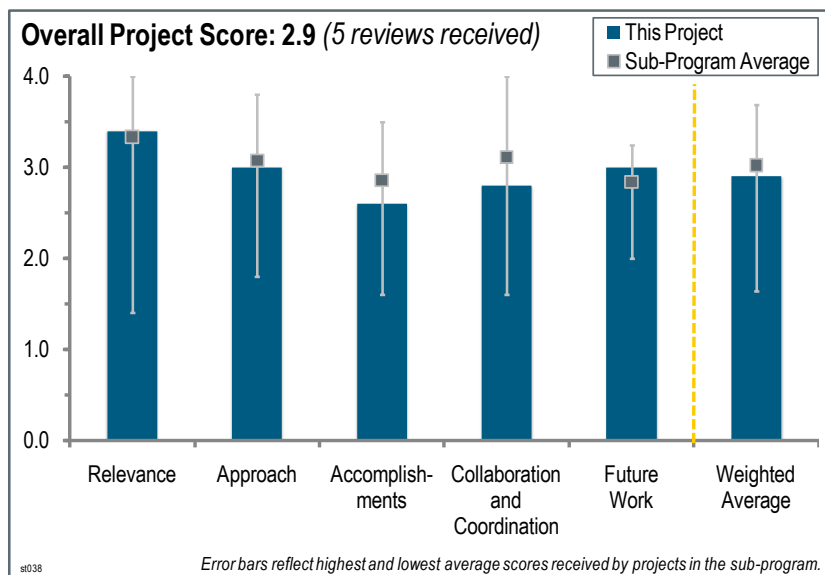 Overall Project Score: 2.9 (5 reviews received)
This Project
Sub-Program Average
4.0
3.0
2.0
1.0
0.0
Relevance
Approach
Accomplish-
ments
Collaboration
and
Coordination
Future
Work
Weighted
Average
st038
Error bars reflect highest and lowest average scores received by projects in the sub-program.